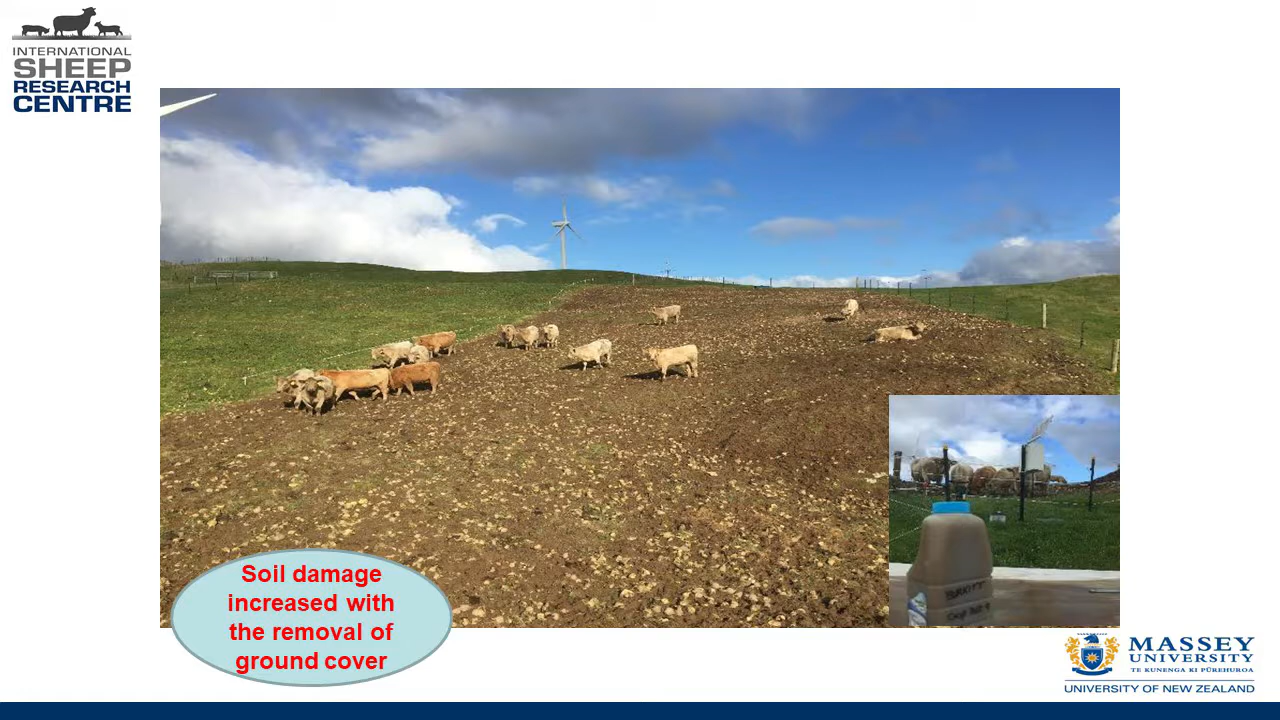 INTERNATIONAL
SHEEP
RESEARCH
CENTRE
Soil damage
increased with
the removal of
ground cover
MASSEY
UNIVERSITY
TE KUNENGA KI PŪREHUROA
UNIVERSITY OF NEW ZEALAND